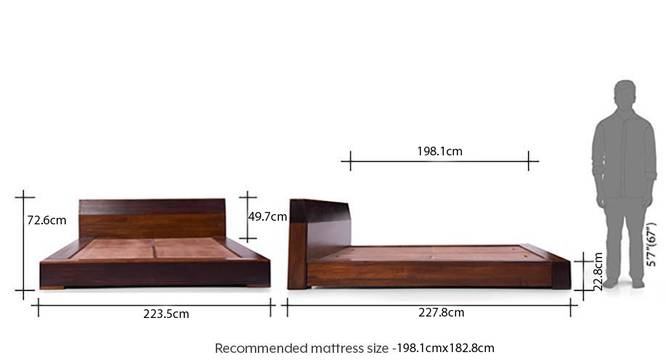 198.1cm
72.6cm
49.7cm
5'7"(67")
22.8cm
223.5cm
227.8cm
Recommended mattress size -198.1cmx182.8cm